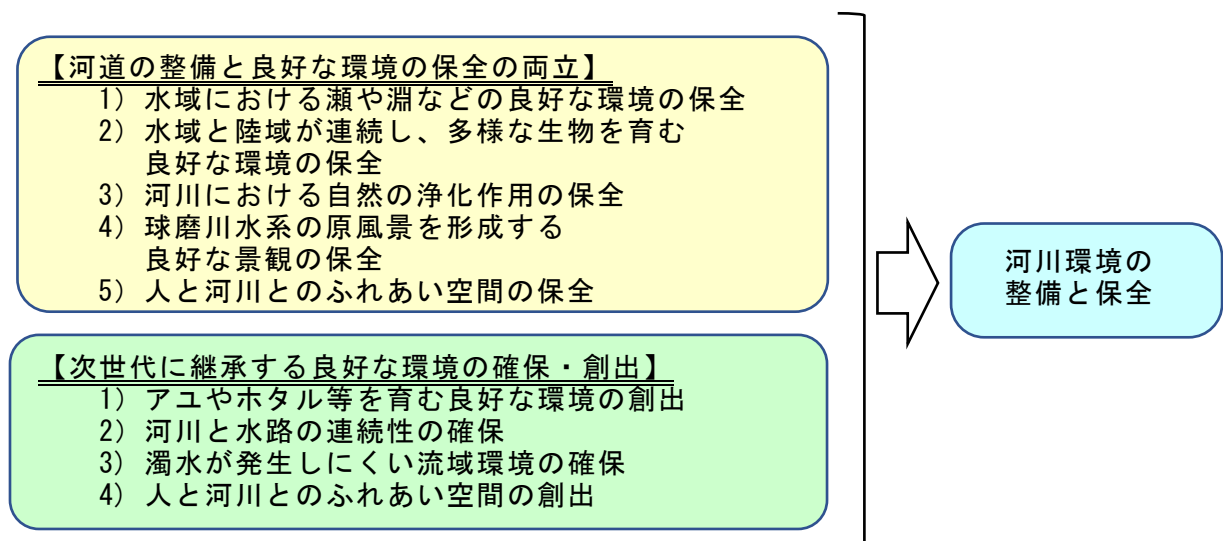 【河道の整備と良好な環境の保全の両立】
1) 水域における瀬や淵などの良好な環境の保全
2) 水域と陸域が連続し、多様な生物を育む
良好な環境の保全
3) 河川における自然の浄化作用の保全
4) 球磨川水系の原風景を形成する
良好な景観の保全
5) 人と河川とのふれあい空間の保全
【次世代に継承する良好な環境の確保・創出】
1) アユやホタル等を育む良好な環境の創出
2) 河川と水路の連続性の確保
3) 濁水が発生しにくい流域環境の確保
4) 人と河川とのふれあい空間の創出
河川環境の
整備と保全